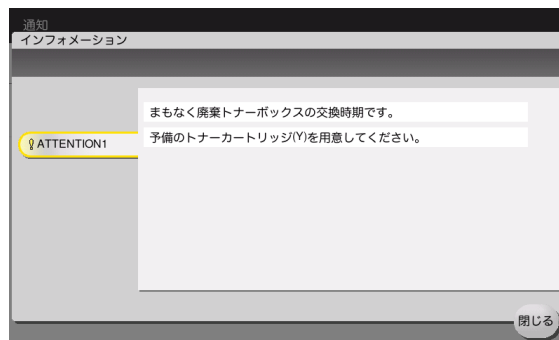 通知
インフォメーション
まもなく廃棄トナーボックスの交換時期です。
ATTENTION1
予備のトナーカートリッジ(Y)を用意してください。
閉じる